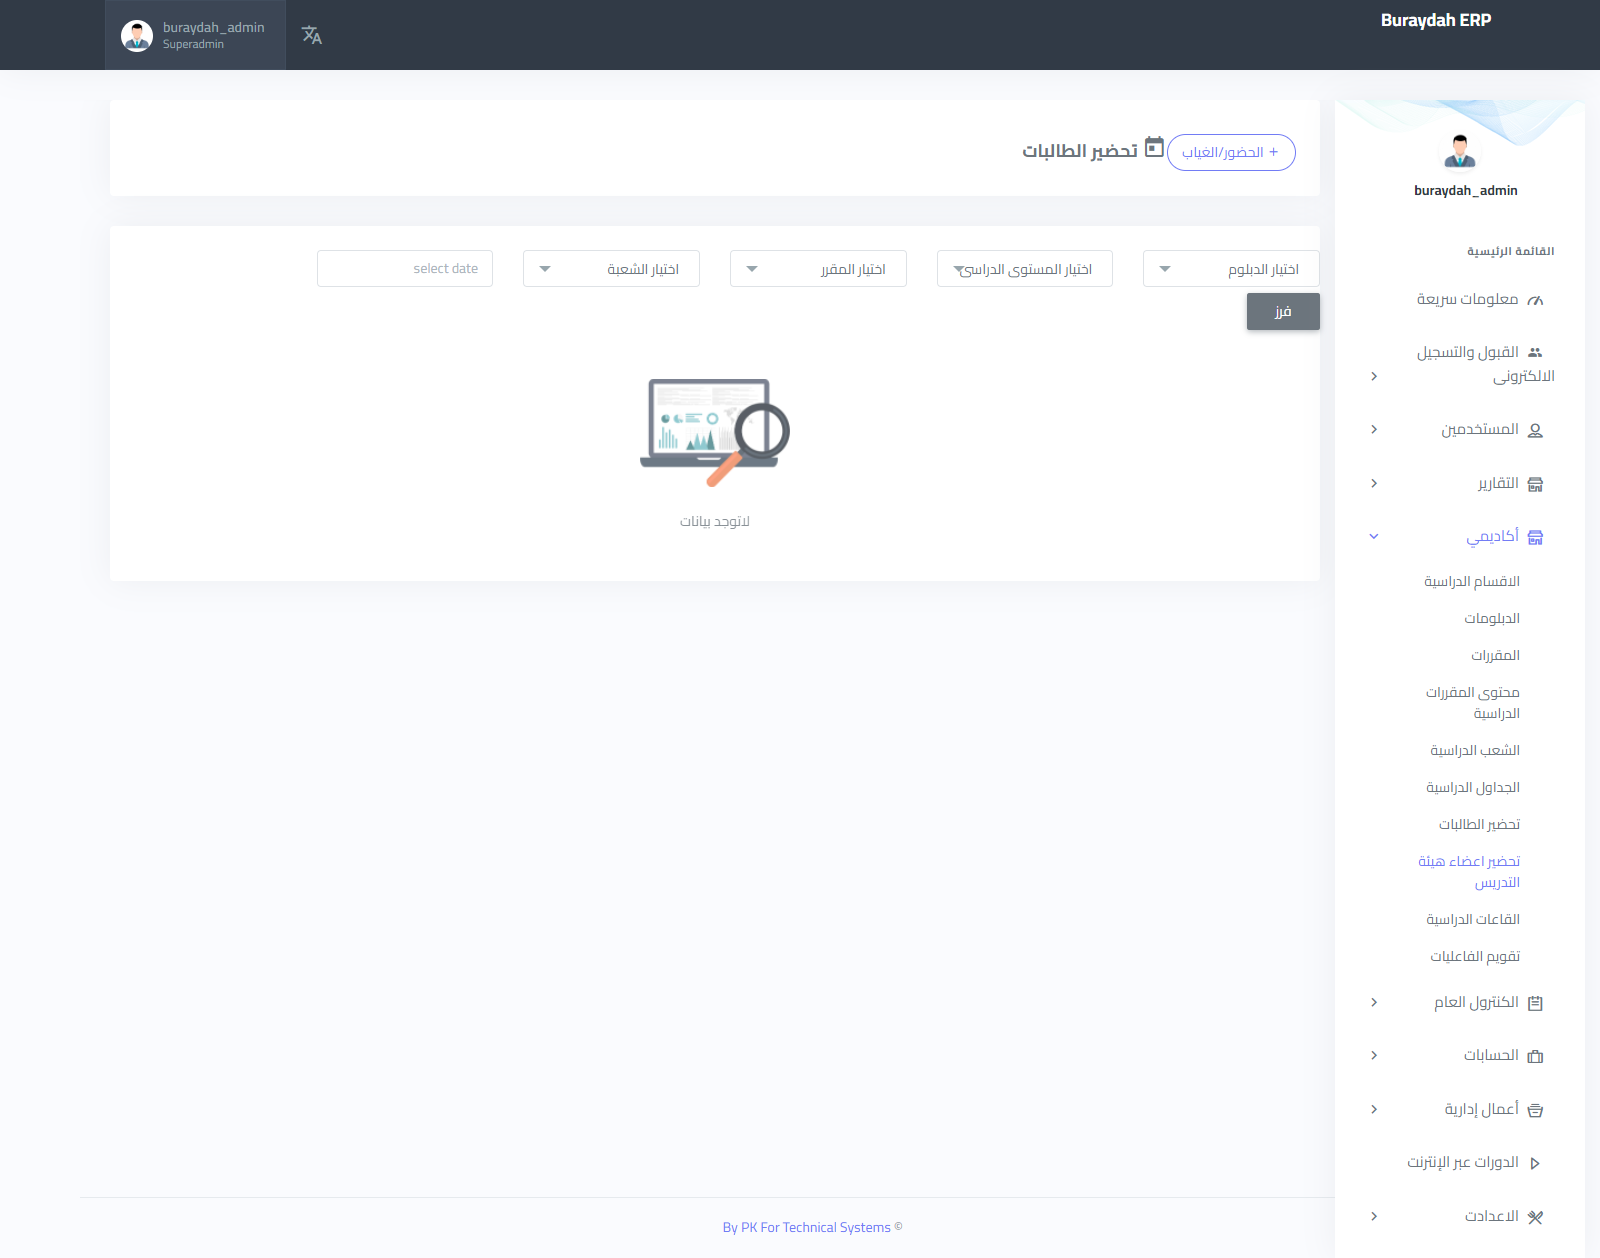 Buraydah ERP
buraydah_admin
Superadmin
+ الحضور/الغياب
تحضير الطالبات
اختيار الدبلوم
اختيار المستوى الدراسى
اختيار المقرر
اختيار الشعبة
select date
فرز
لاتوجد بيانات
buraydah_admin
القائمة الرئيسية
معلومات سريعة
القبول والتسجيل
الالكترونى
المستخدمين
التقارير
أكاديمي
الاقسام الدراسية
الدبلومات
المقررات
محتوى المقررات
الدراسية
الشعب الدراسية
الجداول الدراسية
تحضير الطالبات
تحضير اعضاء هيئة
التدريس
القاعات الدراسية
تقويم الفاعليات
الكنترول العام
الحسابات
أعمال إدارية
الدورات عبر الإنترنت
الاعدادت
By PK For Technical Systems ©